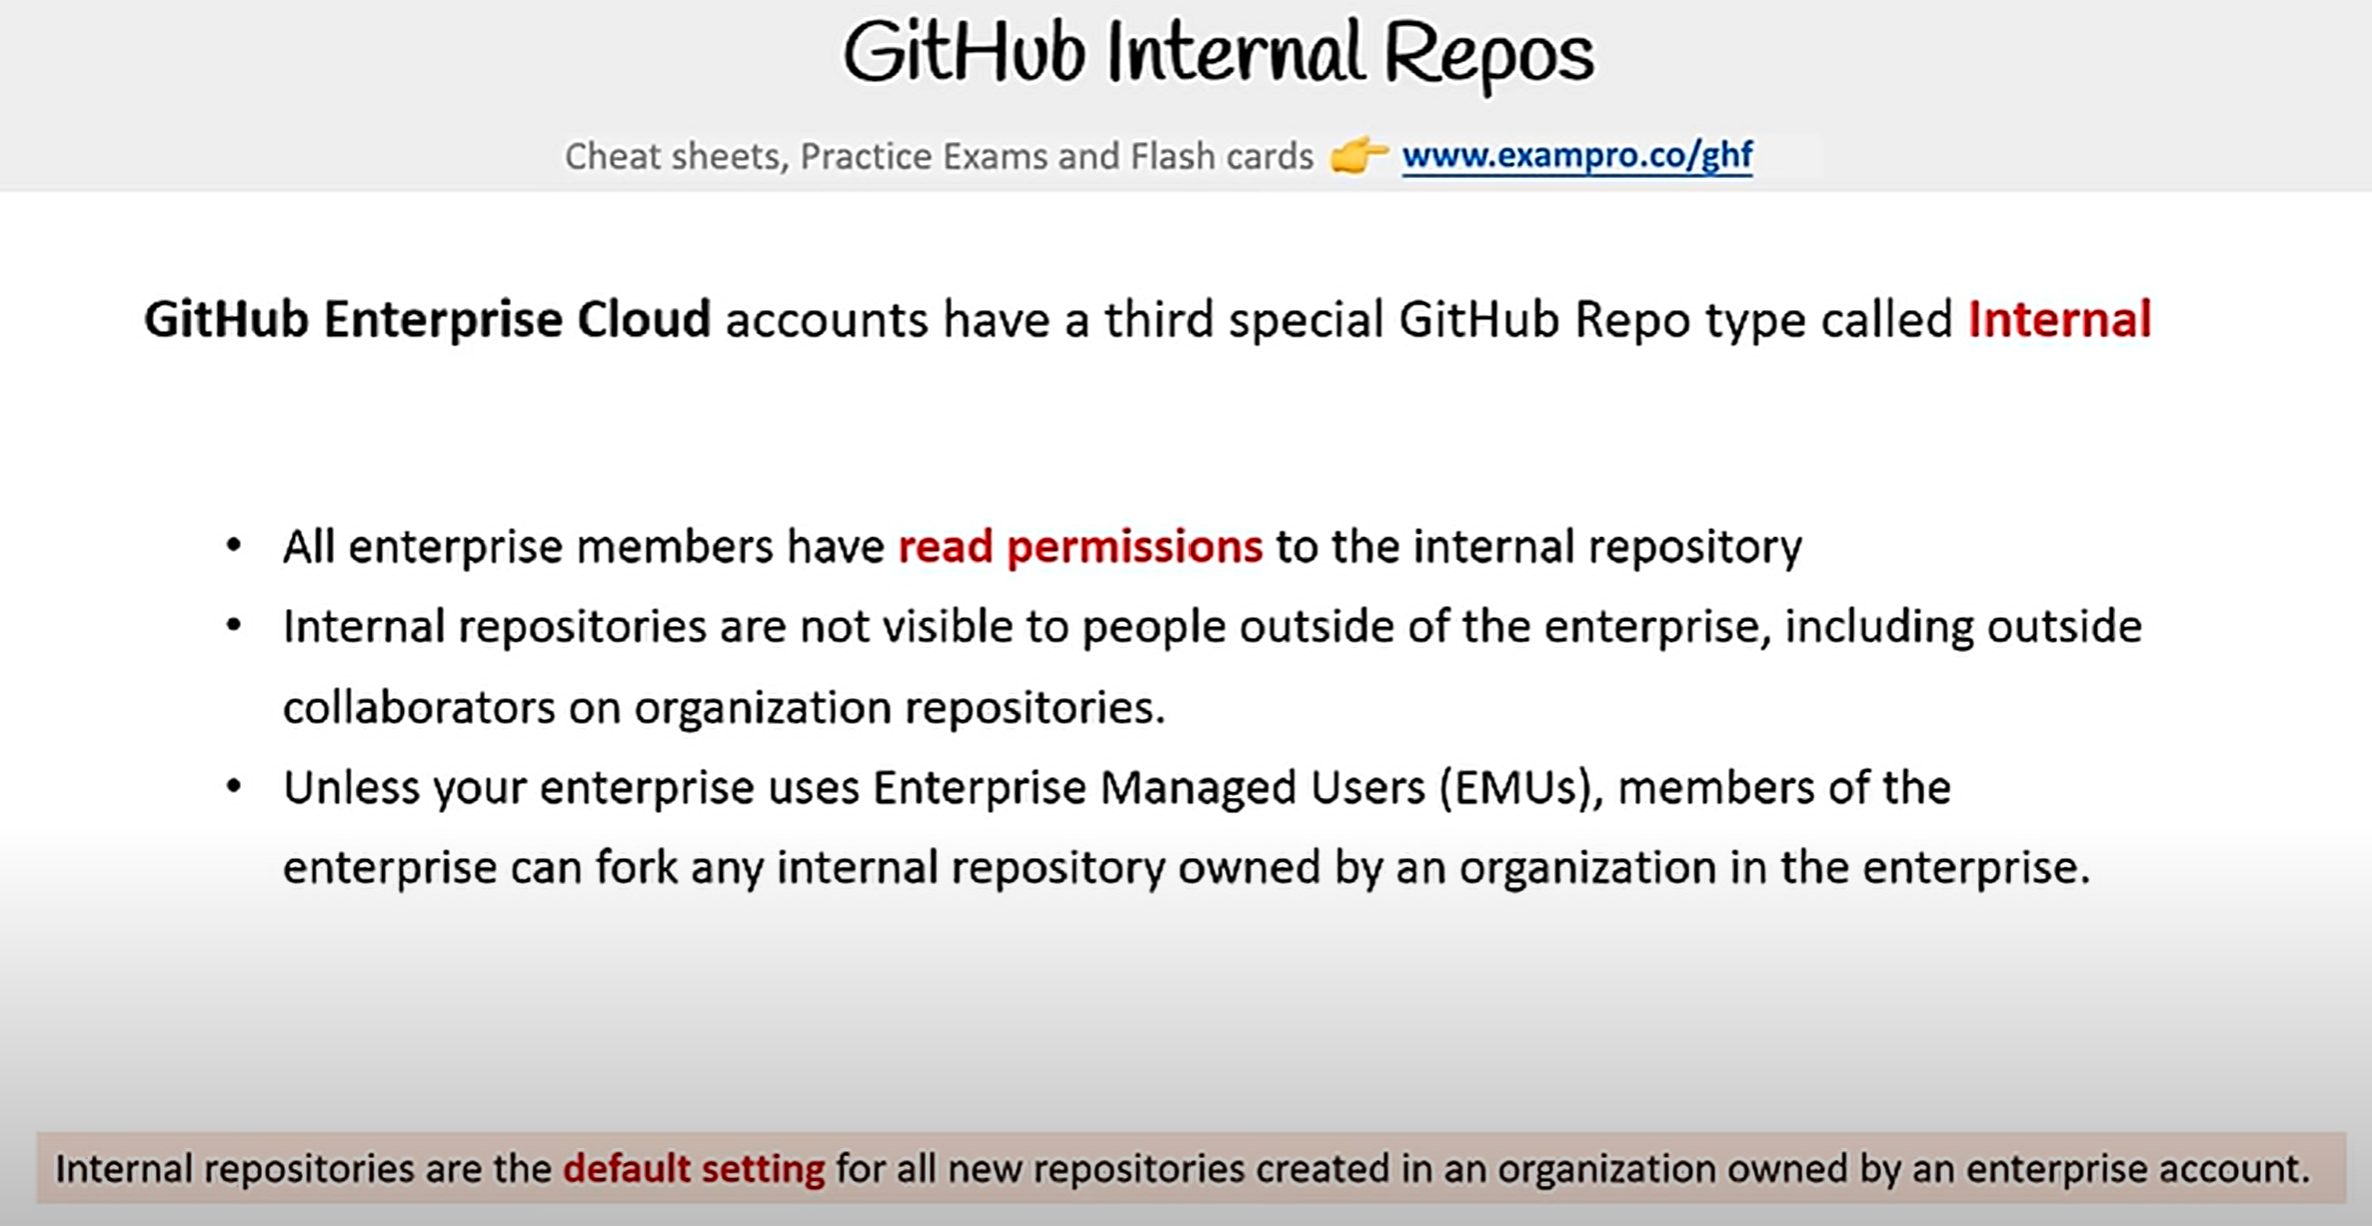 GitHub Internal Repos
Cheat sheets, Practice Exams and Flash cards 👉 www.exampro.co/ghf
GitHub Enterprise Cloud accounts have a third special GitHub Repo type called Internal
• All enterprise members have read permissions to the internal repository
• Internal repositories are not visible to people outside of the enterprise, including outside
collaborators on organization repositories.
• Unless your enterprise uses Enterprise Managed Users (EMUs), members of the
enterprise can fork any internal repository owned by an organization in the enterprise.
Internal repositories are the default setting for all new repositories created in an organization owned by an enterprise account.